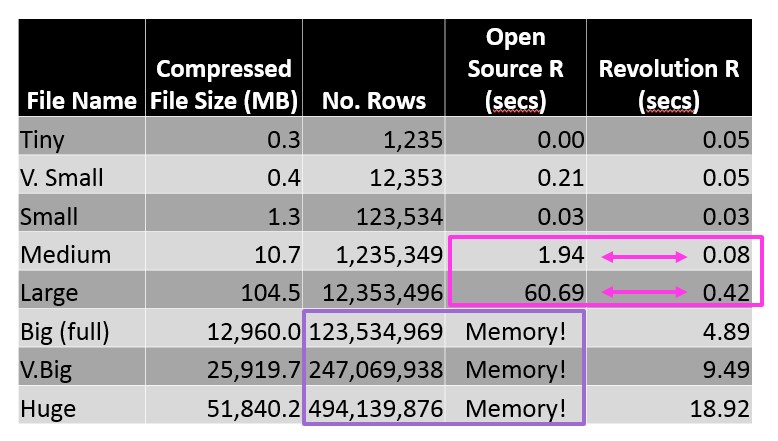 File Name Compressed File Size (MB) No. Rows Open Source R (secs) Revolution R (secs)
Tiny 0.3 1,235 0.00 0.05
V. Small 0.4 12,353 0.21 0.05
Small 1.3 123,534 0.03 0.03
Medium 10.7 1,235,349 1.94 0.08
Large 104.5 12,353,496 60.69 0.42
Big (full) 12,960.0 123,534,969 Memory! 4.89
V.Big 25,919.7 247,069,938 Memory! 9.49
Huge 51,840.2 494,139,876 Memory! 18.92